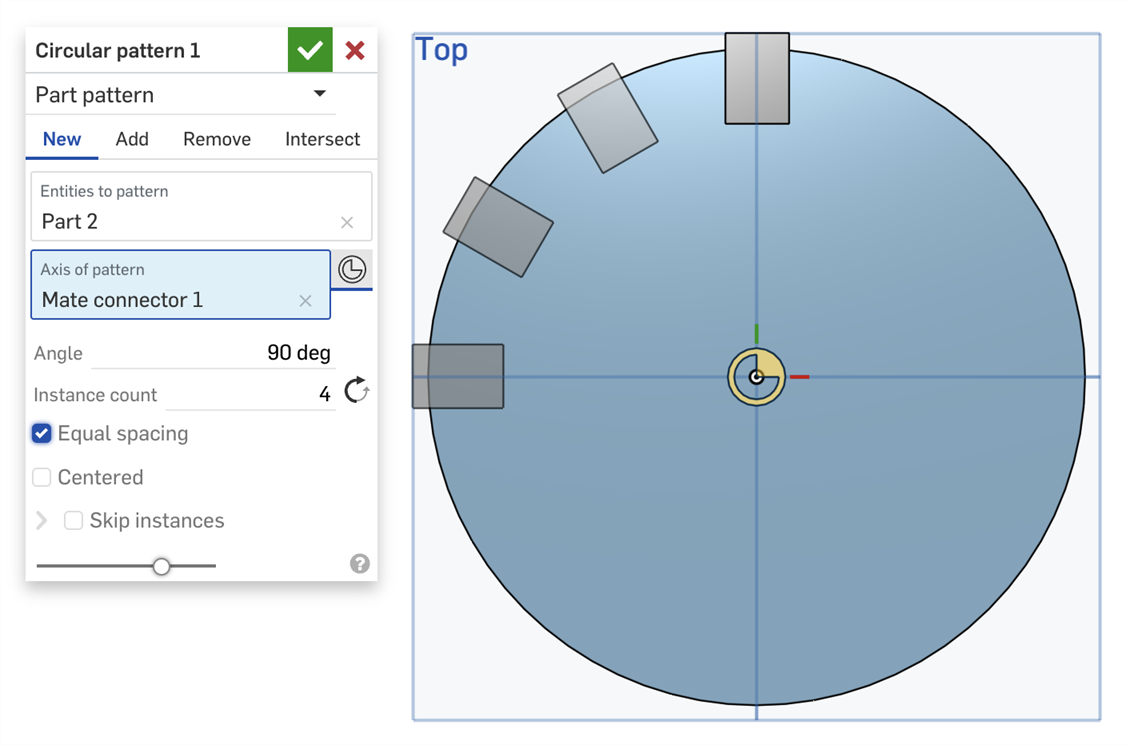 Circular pattern 1
Part pattern
New Add Remove Intersect
Entities to pattern
Part 2
Axis of pattern
Mate connector 1
Angle 90 deg
Instance count 4
Equal spacing
Centered
Skip instances
?
Top